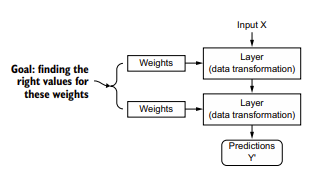 Input X
Goal: finding the
right values for
these weights
Weights
Layer
(data transformation)
Weights
Layer
(data transformation)
Predictions
Y'